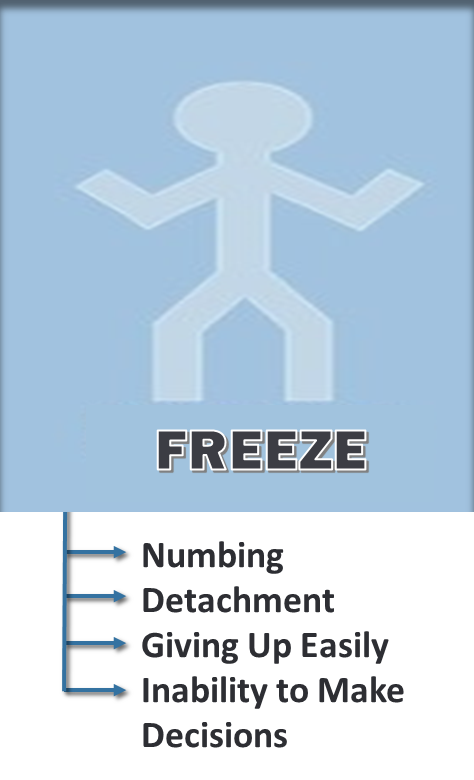 FREEZE
Numbing
Detachment
Giving Up Easily
Inability to Make
Decisions